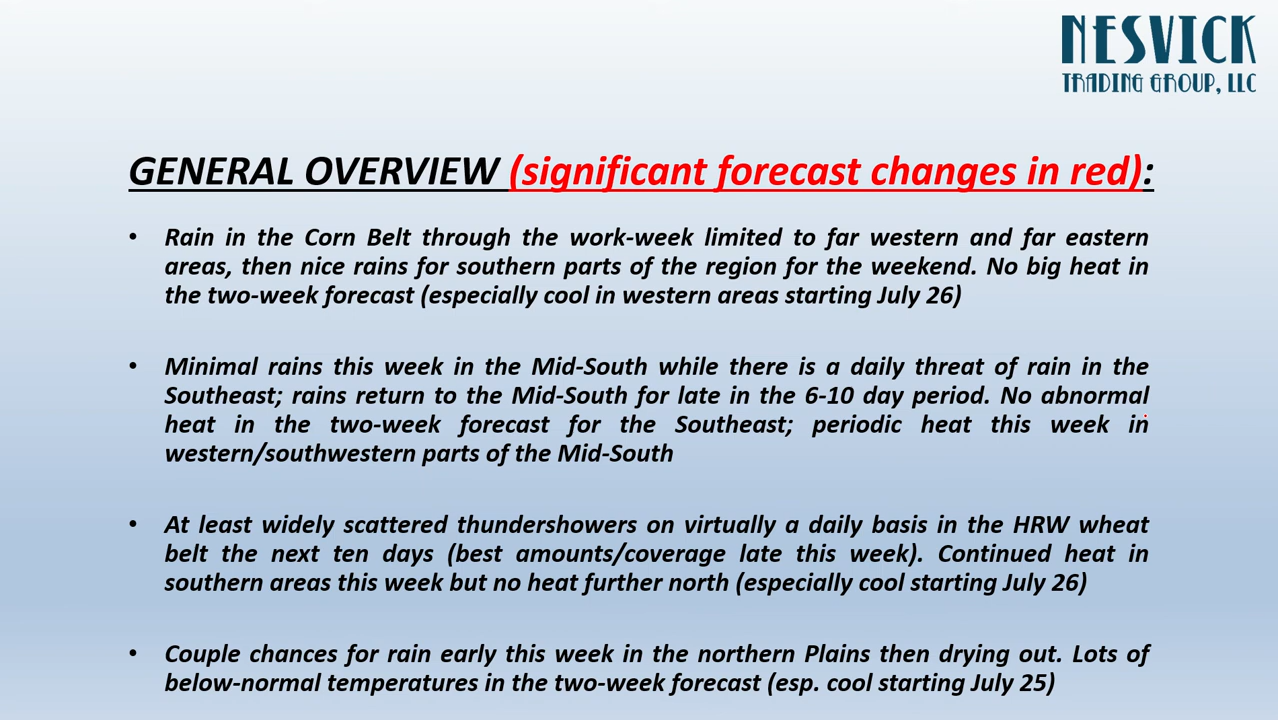 NESVICK
TRADING GROUP, LLC
GENERAL OVERVIEW (significant forecast changes in red):
• Rain in the Corn Belt through the work-week limited to far western and far eastern
areas, then nice rains for southern parts of the region for the weekend. No big heat in
the two-week forecast (especially cool in western areas starting July 26)
• Minimal rains this week in the Mid-South while there is a daily threat of rain in the
Southeast; rains return to the Mid-South for late in the 6-10 day period. No abnormal
heat in the two-week forecast for the Southeast; periodic heat this week in
western/southwestern parts of the Mid-South
• At least widely scattered thundershowers on virtually a daily basis in the HRW wheat
belt the next ten days (best amounts/coverage late this week). Continued heat in
southern areas this week but no heat further north (especially cool starting July 26)
• Couple chances for rain early this week in the northern Plains then drying out. Lots of
below-normal temperatures in the two-week forecast (esp. cool starting July 25)